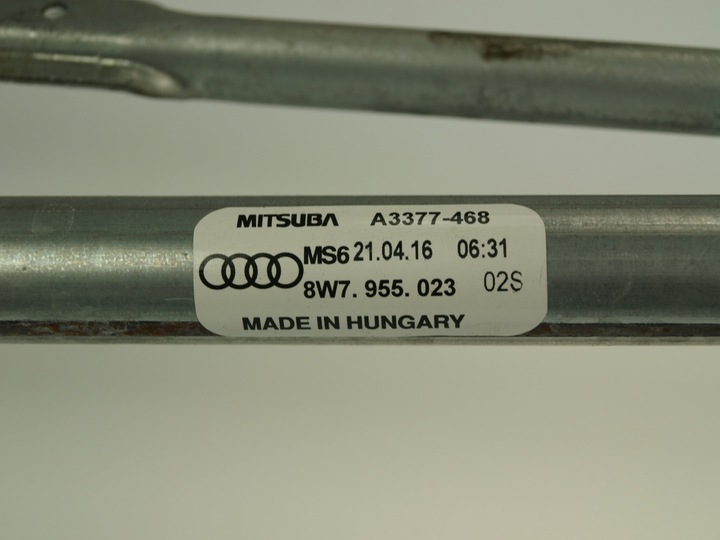 MITSUBA A3377-468
MS6 21.04.16 06:31
8W7. 955. 023 02S
MADE IN HUNGARY